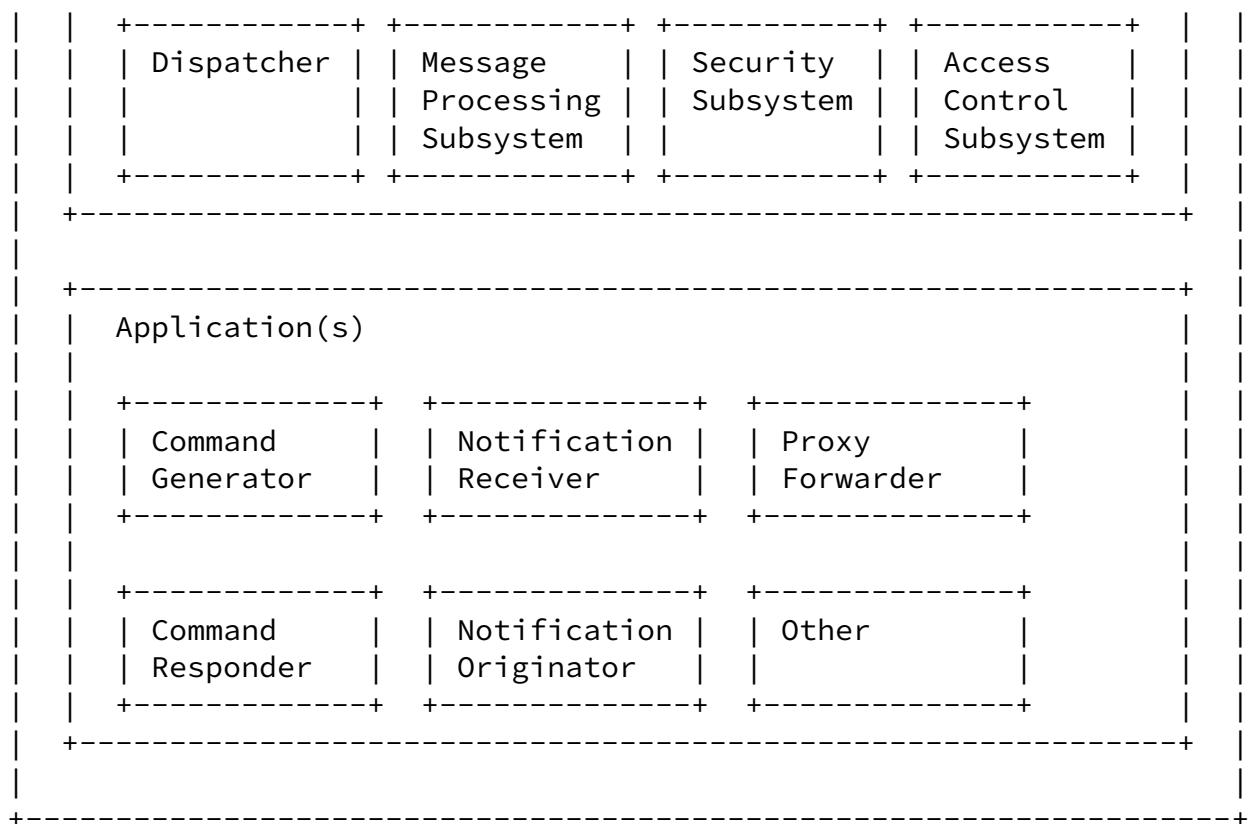 |  |  +------------+ +------------+ +-----------+ +-----------+  |  |
|  |  | Dispatcher | | Message    | | Security  | | Access    |  |  |
|  |  |            | | Processing | | Subsystem | | Control   |  |  |
|  |  |            | | Subsystem  | |           | | Subsystem |  |  |
|  |  +------------+ +------------+ +-----------+ +-----------+  |  |
|  +-------------------------------------------------------------+  |
|                                                                   |
|  +-------------------------------------------------------------+  |
|  |  Application(s)                                             |  |
|  |                                                             |  |
|  |  +-------------+  +--------------+  +--------------+        |  |
|  |  | Command     |  | Notification |  | Proxy        |        |  |
|  |  | Generator   |  | Receiver     |  | Forwarder    |        |  |
|  |  +-------------+  +--------------+  +--------------+        |  |
|  |                                                             |  |
|  |  +-------------+  +--------------+  +--------------+        |  |
|  |  | Command     |  | Notification |  | Other        |        |  |
|  |  | Responder   |  | Originator   |  |              |        |  |
|  |  +-------------+  +--------------+  +--------------+        |  |
|  +-------------------------------------------------------------+  |
|                                                                   |
+-------------------------------------------------------------------+